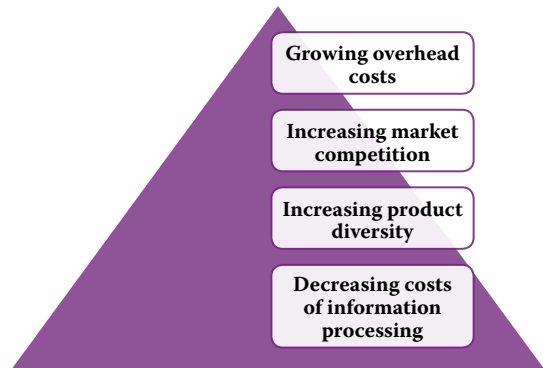 Growing overhead
costs
Increasing market
competition
Increasing product
diversity
Decreasing costs
of information
processing